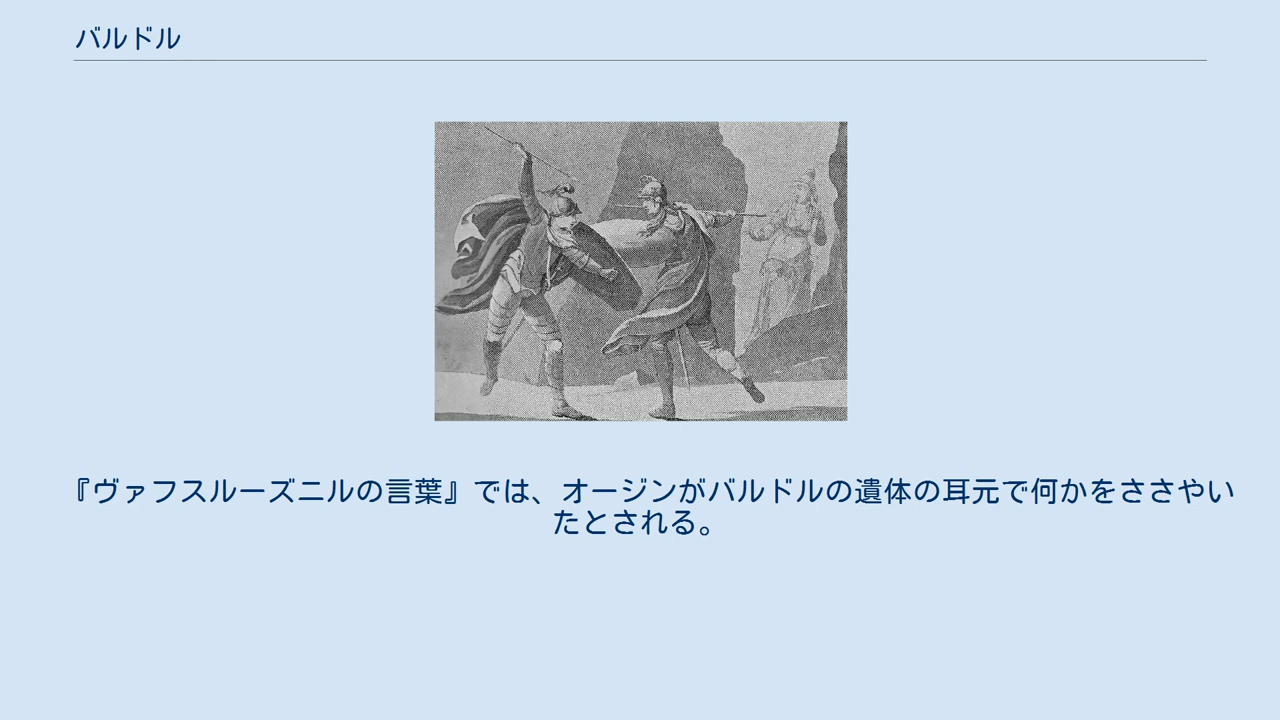 バルドル
『ヴァフスルーズニルの言葉』では、オージンがバルドルの遺体の耳元で何かをささやい
たとされる。